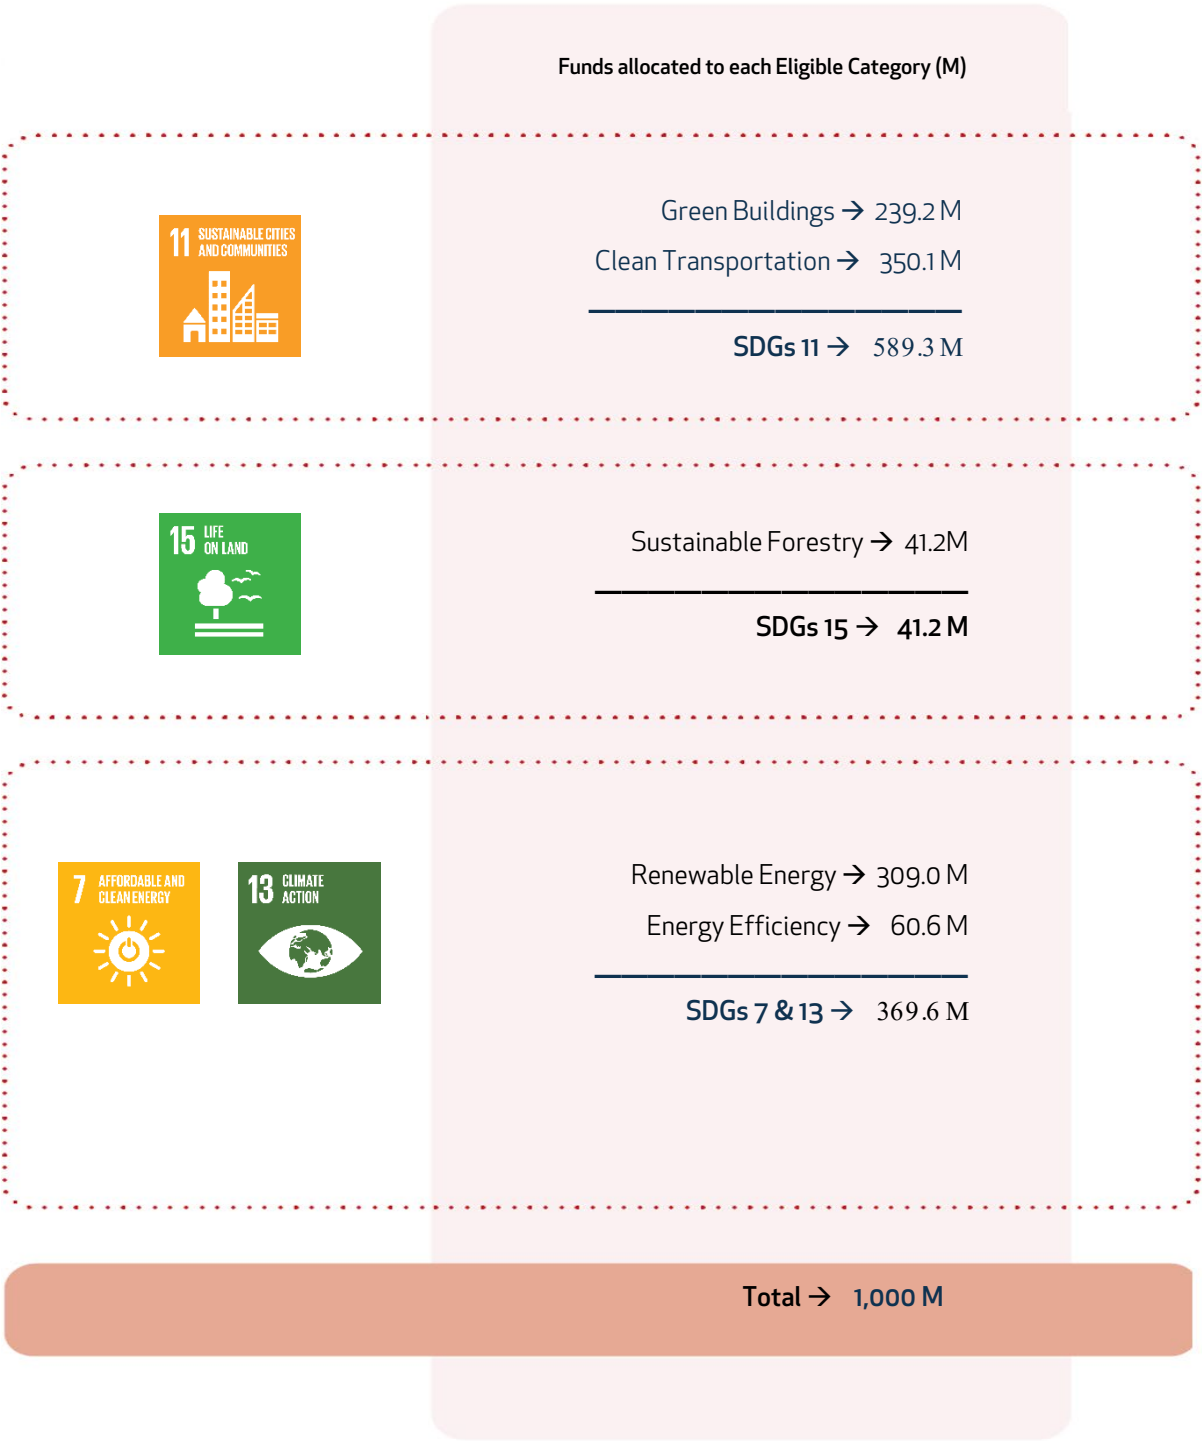 Funds allocated to each Eligible Category (M)
11 SUSTAINABLE CITIES
AND COMMUNITIES
Green Buildings → 239.2 M
Clean Transportation → 350.1 M
SDGs 11 → 589.3 M
15 LIFE
ON LAND
Sustainable Forestry → 41.2M
SDGs 15 → 41.2 M
7 AFFORDABLE AND
CLEAN ENERGY
13 CLIMATE
ACTION
Renewable Energy → 309.0 M
Energy Efficiency → 60.6 M
SDGs 7 & 13 → 369.6 M
Total → 1,000 M